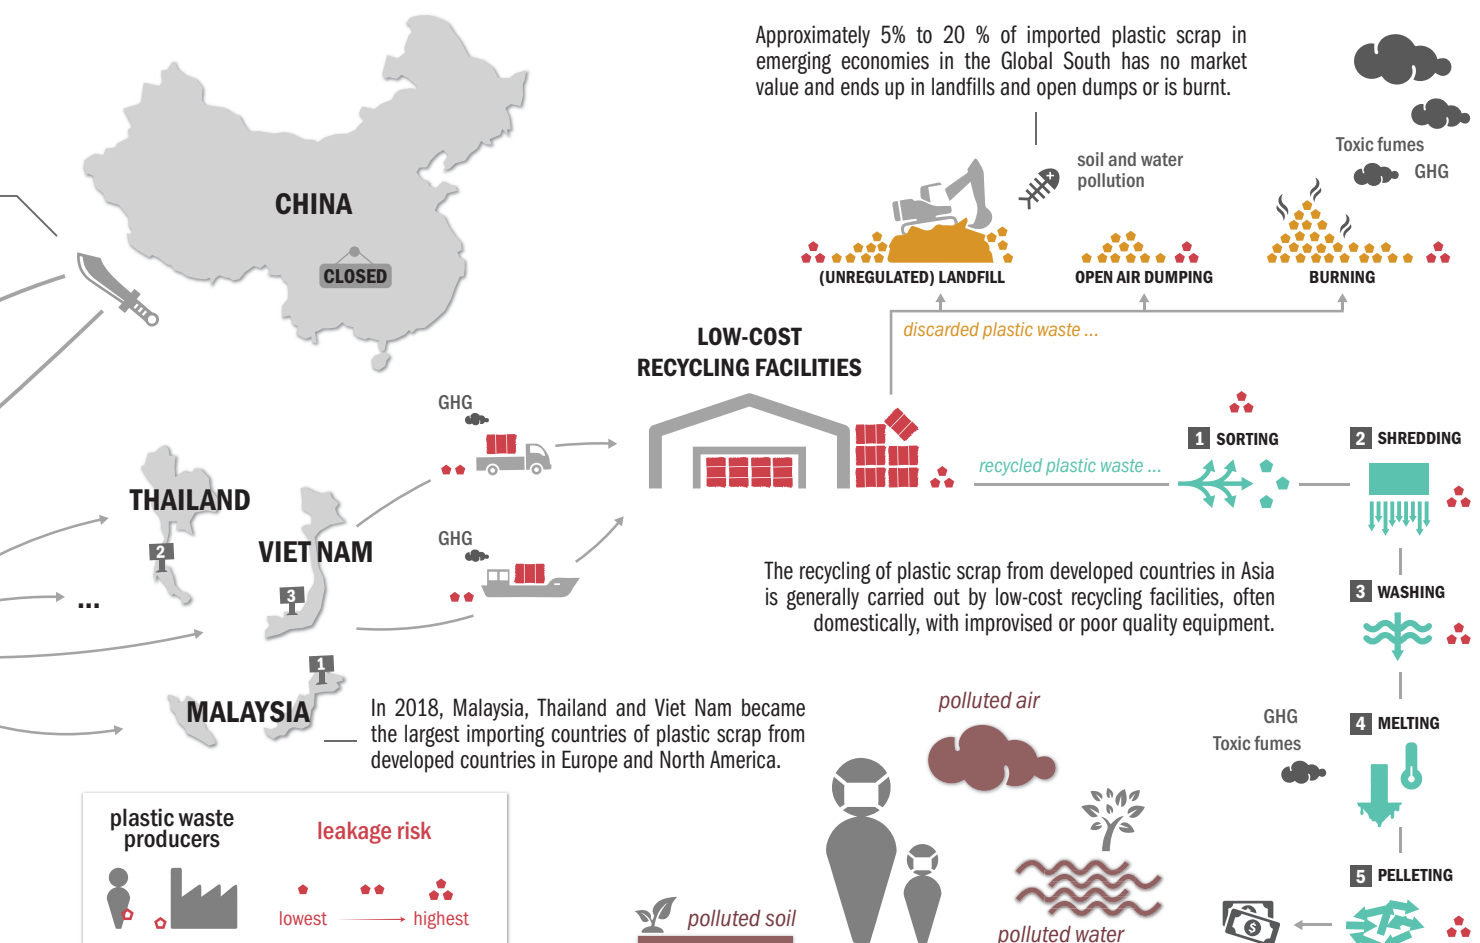 Approximately 5% to 20 % of imported plastic scrap in
emerging economies in the Global South has no market
value and ends up in landfills and open dumps or is burnt.
Toxic fumes
GHG
soil and water
pollution
CHINA
CLOSED
(UNREGULATED) LANDFILL
OPEN AIR DUMPING
BURNING
discarded plastic waste ...
LOW-COST
RECYCLING FACILITIES
GHG
recycled plastic waste ...
1 SORTING
2 SHREDDING
THAILAND
2
VIET NAM
3
GHG
...
The recycling of plastic scrap from developed countries in Asia
is generally carried out by low-cost recycling facilities, often
domestically, with improvised or poor quality equipment.
3 WASHING
1
MALAYSIA
In 2018, Malaysia, Thailand and Viet Nam became
the largest importing countries of plastic scrap from
developed countries in Europe and North America.
polluted air
GHG
Toxic fumes
4 MELTING
plastic waste
producers
leakage risk
lowest
highest
polluted soil
polluted water
5 PELLETING
$